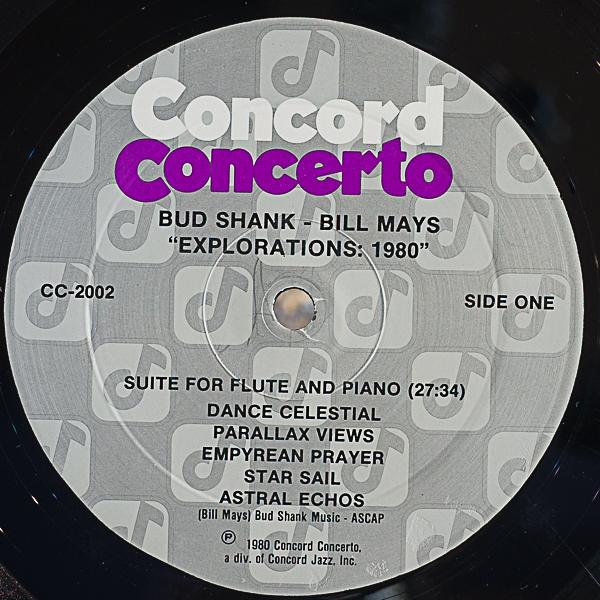 Concord
Concerto
BUD SHANK - BILL MAYS
“EXPLORATIONS: 1980”
CC-2002
SIDE ONE
SUITE FOR FLUTE AND PIANO (27:34)
DANCE CELESTIAL
PARALLAX VIEWS
EMPYREAN PRAYER
STAR SAIL
ASTRAL ECHOS
(Bill Mays) Bud Shank Music - ASCAP
℗ 1980 Concord Concerto,
a div. of Concord Jazz, Inc.